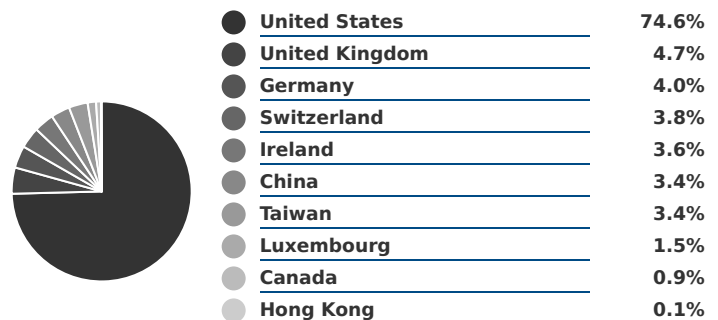 United States 74.6%
United Kingdom 4.7%
Germany 4.0%
Switzerland 3.8%
Ireland 3.6%
China 3.4%
Taiwan 3.4%
Luxembourg 1.5%
Canada 0.9%
Hong Kong 0.1%